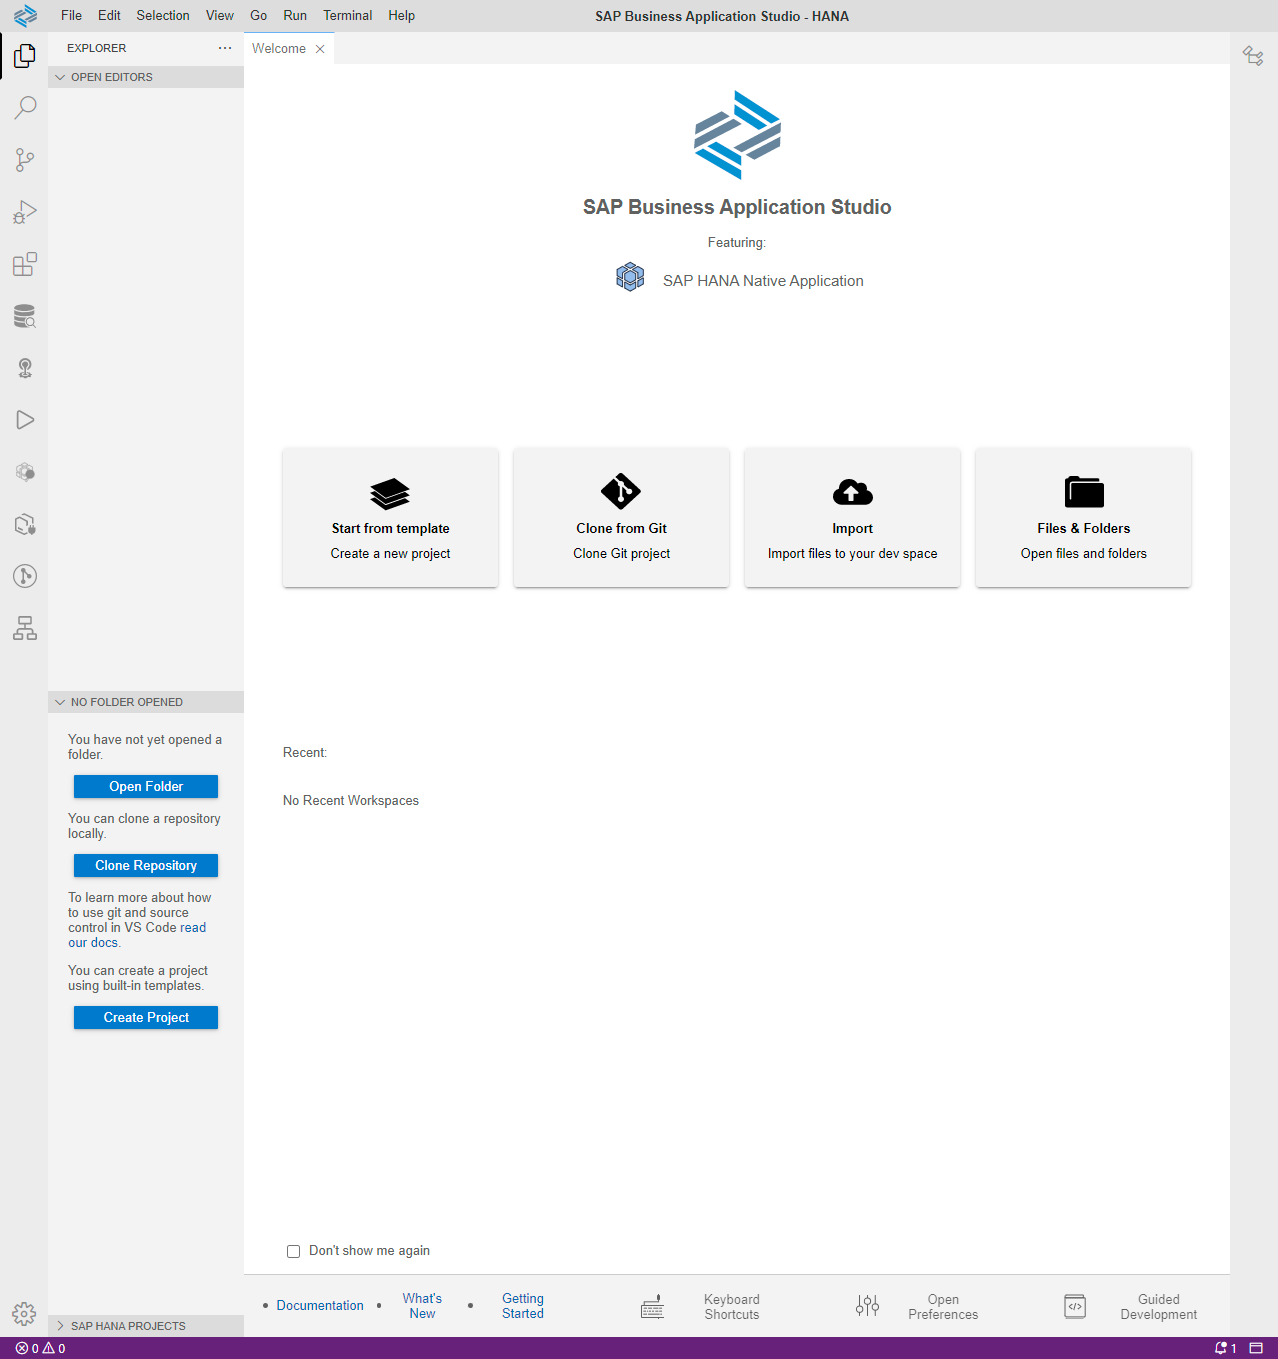 File Edit Selection View Go Run Terminal Help
SAP Business Application Studio - HANA
EXPLORER
Welcome
OPEN EDITORS
SAP Business Application Studio
Featuring:
SAP HANA Native Application
Start from template
Create a new project
Clone from Git
Clone Git project
Import
Import files to your dev space
Files & Folders
Open files and folders
NO FOLDER OPENED
You have not yet opened a
folder.
Open Folder
You can clone a repository
locally.
Clone Repository
To learn more about how
to use git and source
control in VS Code read
our docs.
You can create a project
using built-in templates.
Create Project
SAP HANA PROJECTS
Recent:
No Recent Workspaces
Don't show me again
• Documentation
• What's
New
• Getting
Started
Keyboard
Shortcuts
Open
Preferences
Guided
Development
0 0
1